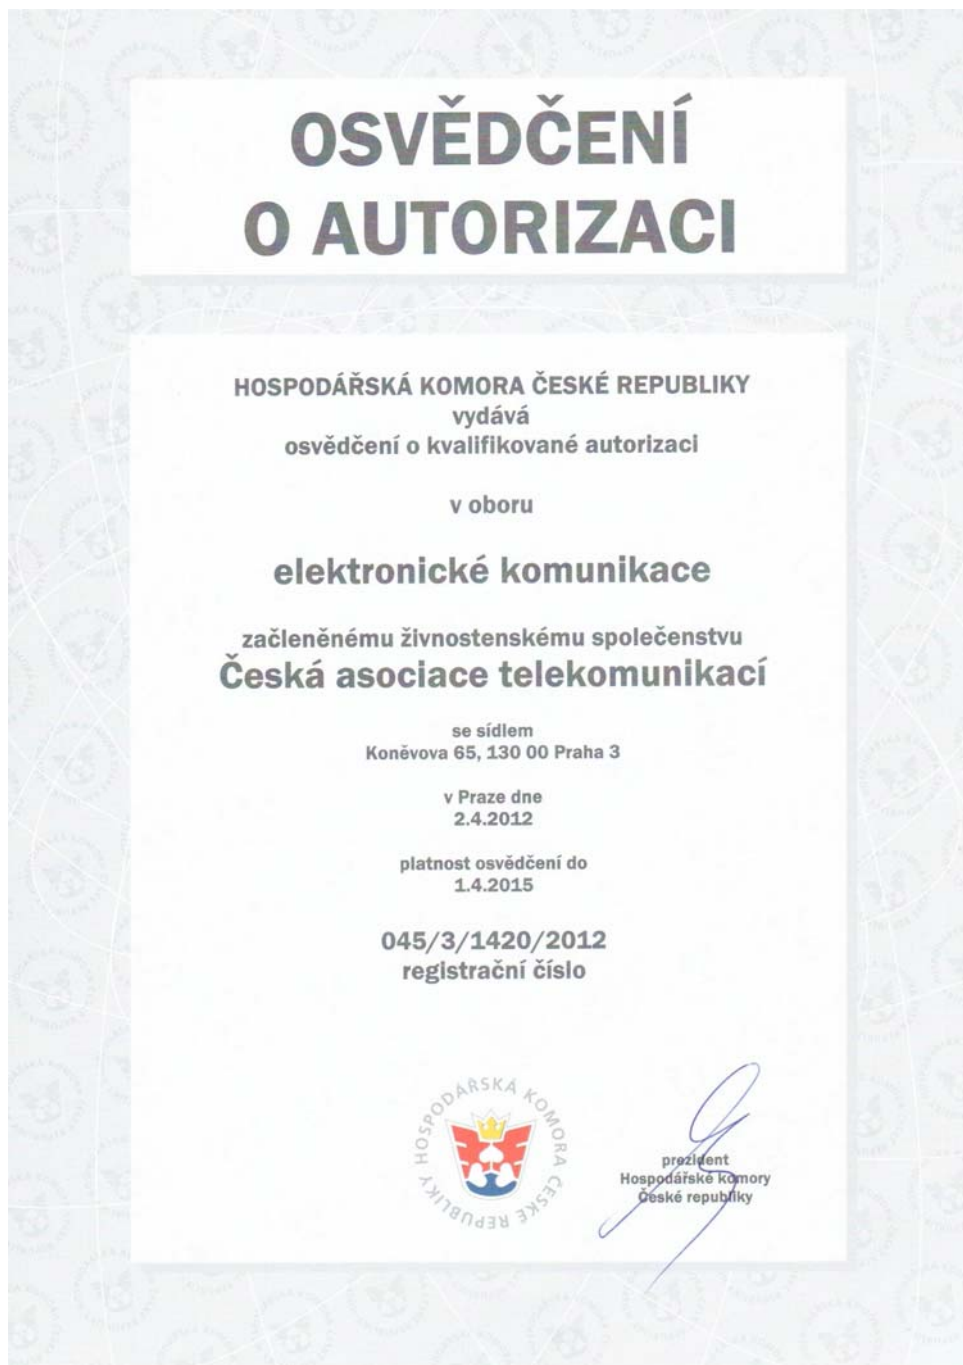 OSVĚDČENÍ
O AUTORIZACI
HOSPODÁŘSKÁ KOMORA ČESKÉ REPUBLIKY
vydává
osvědčení o kvalifikované autorizaci
v oboru
elektronické komunikace
začleněnému živnostenskému společenstvu
Česká asociace telekomunikací
se sídlem
Koněvova 65, 130 00 Praha 3
v Praze dne
2.4.2012
platnost osvědčení do
1.4.2015
045/3/1420/2012
registrační číslo
HOSPODÁŘSKÁ KOMORA ČESKÉ REPUBLIKY
prezident
Hospodářské komory
České republiky